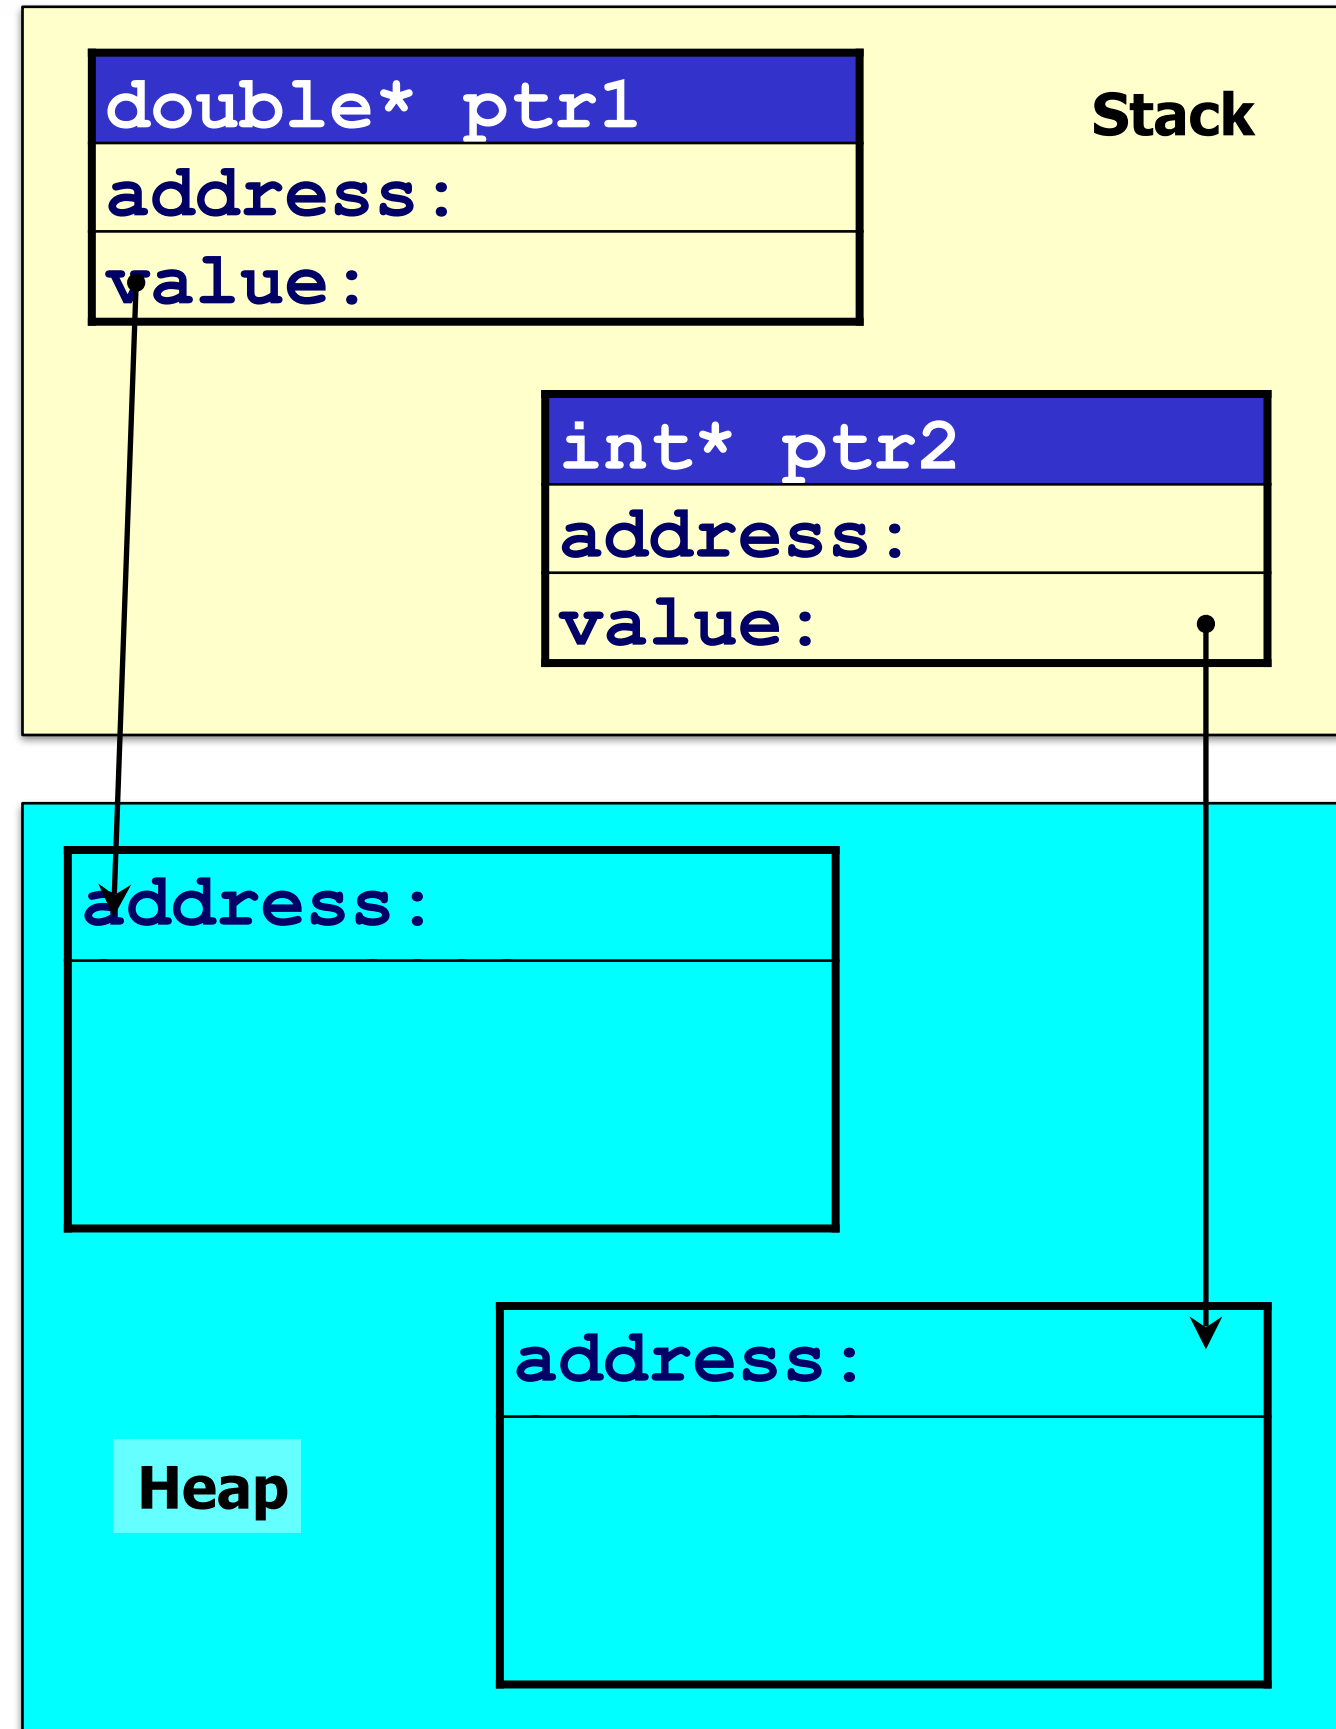 double* ptr1
Stack
address:
value:
int* ptr2
address:
value:
address:
address:
Heap